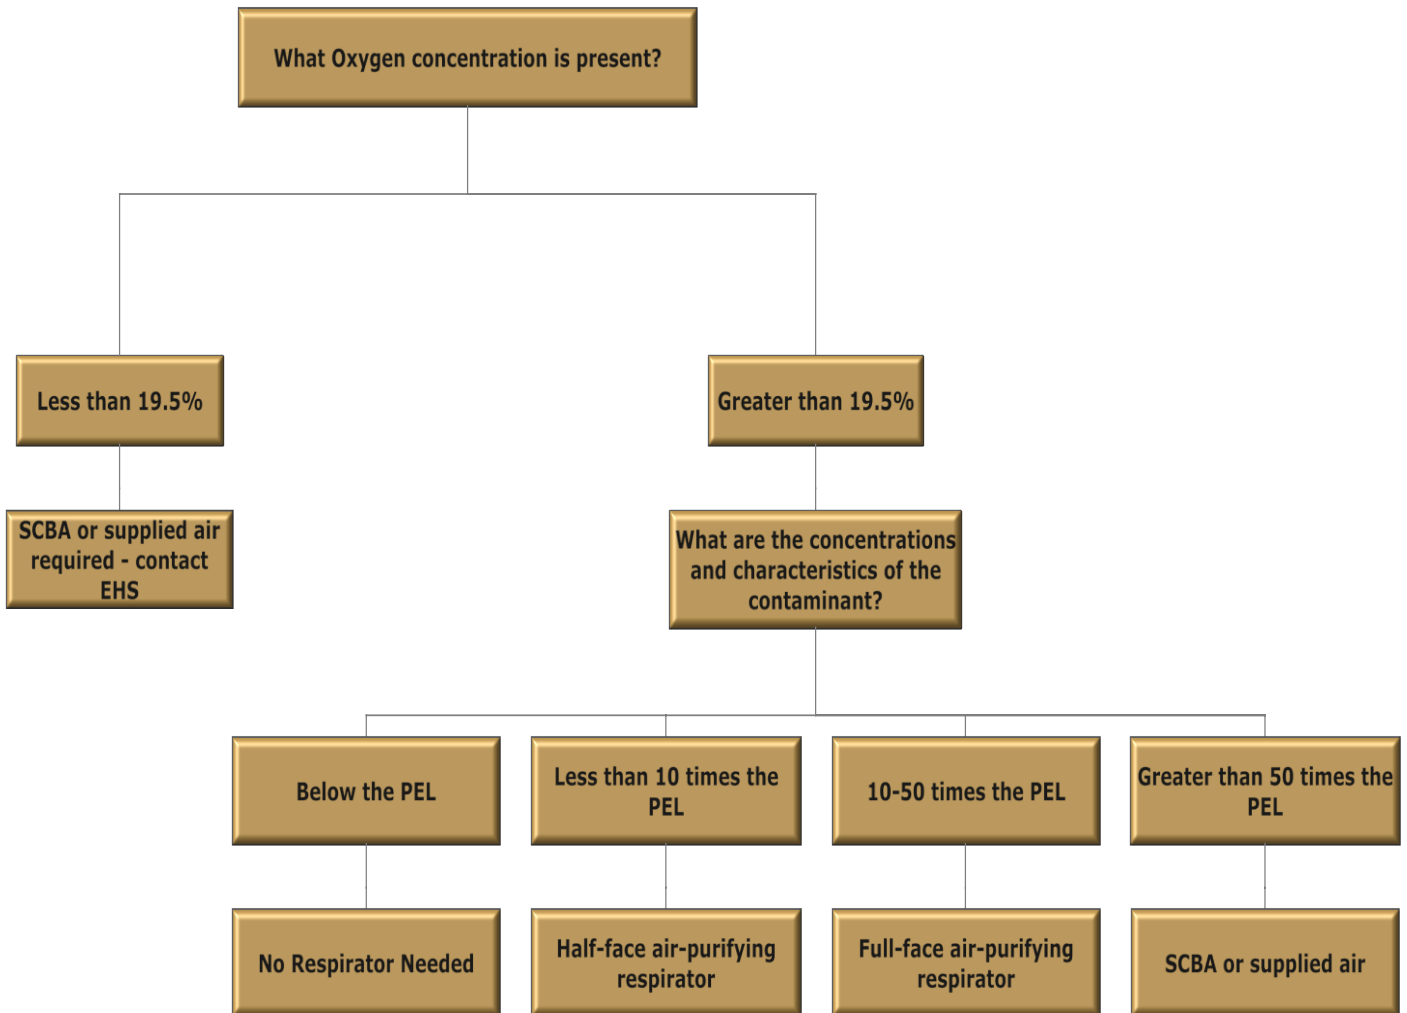 What Oxygen concentration is present?
Less than 19.5%
Greater than 19.5%
SCBA or supplied air
required - contact
EHS
What are the concentrations
and characteristics of the
contaminant?
Below the PEL
Less than 10 times the
PEL
10-50 times the PEL
Greater than 50 times the
PEL
No Respirator Needed
Half-face air-purifying
respirator
Full-face air-purifying
respirator
SCBA or supplied air